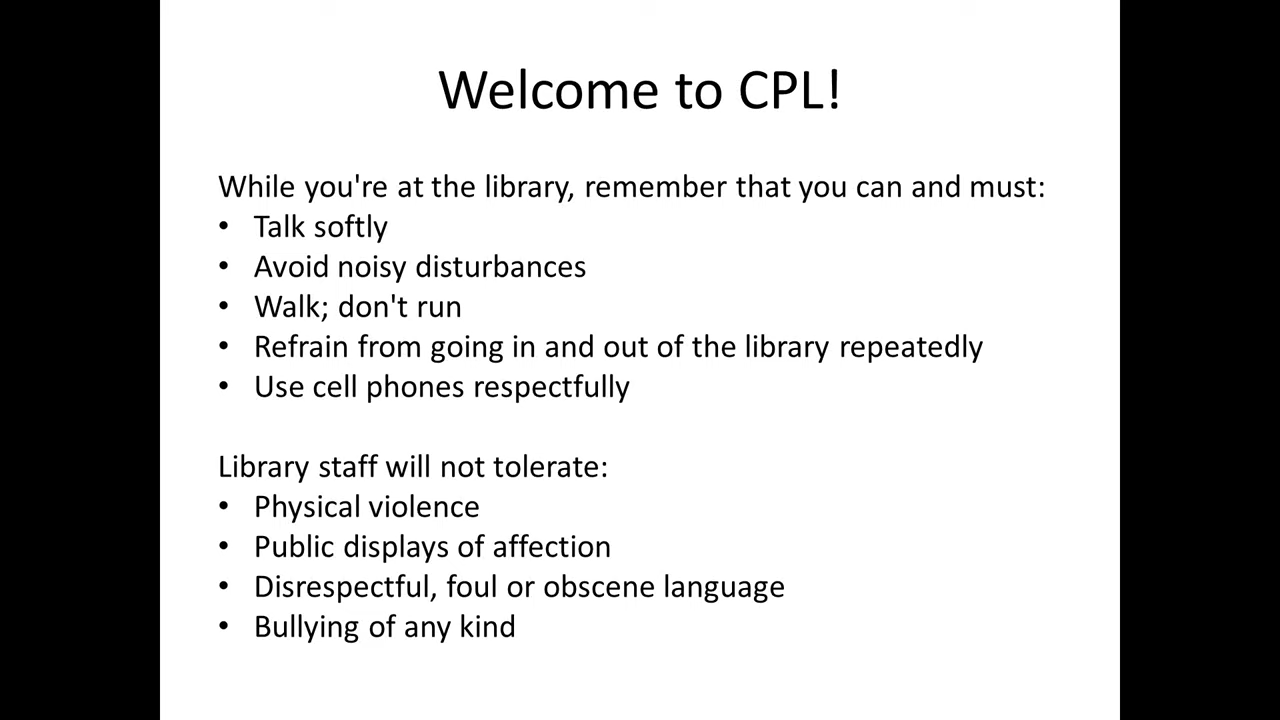 Welcome to CPL!
While you're at the library, remember that you can and must:
• Talk softly
• Avoid noisy disturbances
• Walk; don't run
• Refrain from going in and out of the library repeatedly
• Use cell phones respectfully
Library staff will not tolerate:
• Physical violence
• Public displays of affection
• Disrespectful, foul or obscene language
• Bullying of any kind